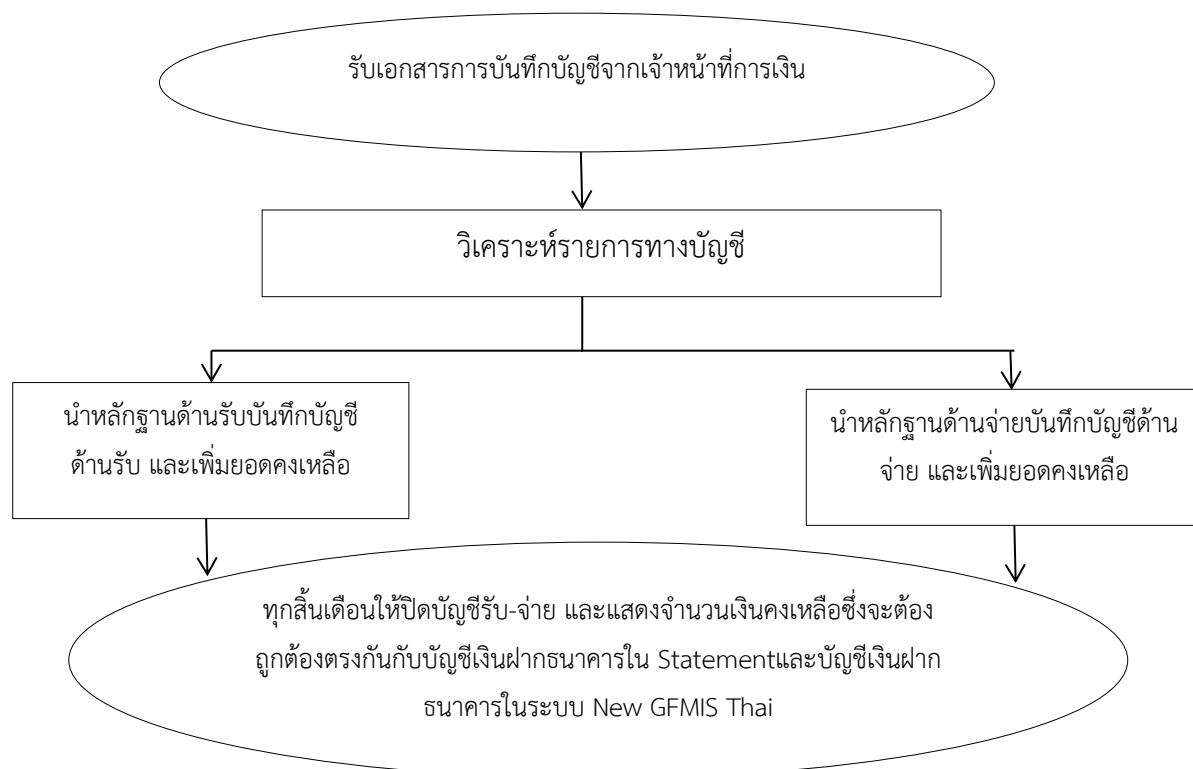 รับเอกสารการบันทึกบัญชีจากเจ้าหน้าที่การเงิน
วิเคราะห์รายการทางบัญชี
นำหลักฐานด้านรับบันทึกบัญชี
ด้านรับ และเพิ่มยอดคงเหลือ
นำหลักฐานด้านจ่ายบันทึกบัญชีด้าน
จ่าย และเพิ่มยอดคงเหลือ
ทุกสิ้นเดือนให้ปิดบัญชีรับ-จ่าย และแสดงจำนวนเงินคงเหลือซึ่งจะต้อง
ถูกต้องตรงกันกับบัญชีเงินฝากธนาคารใน Statementและบัญชีเงินฝาก
ธนาคารในระบบ New GFMIS Thai